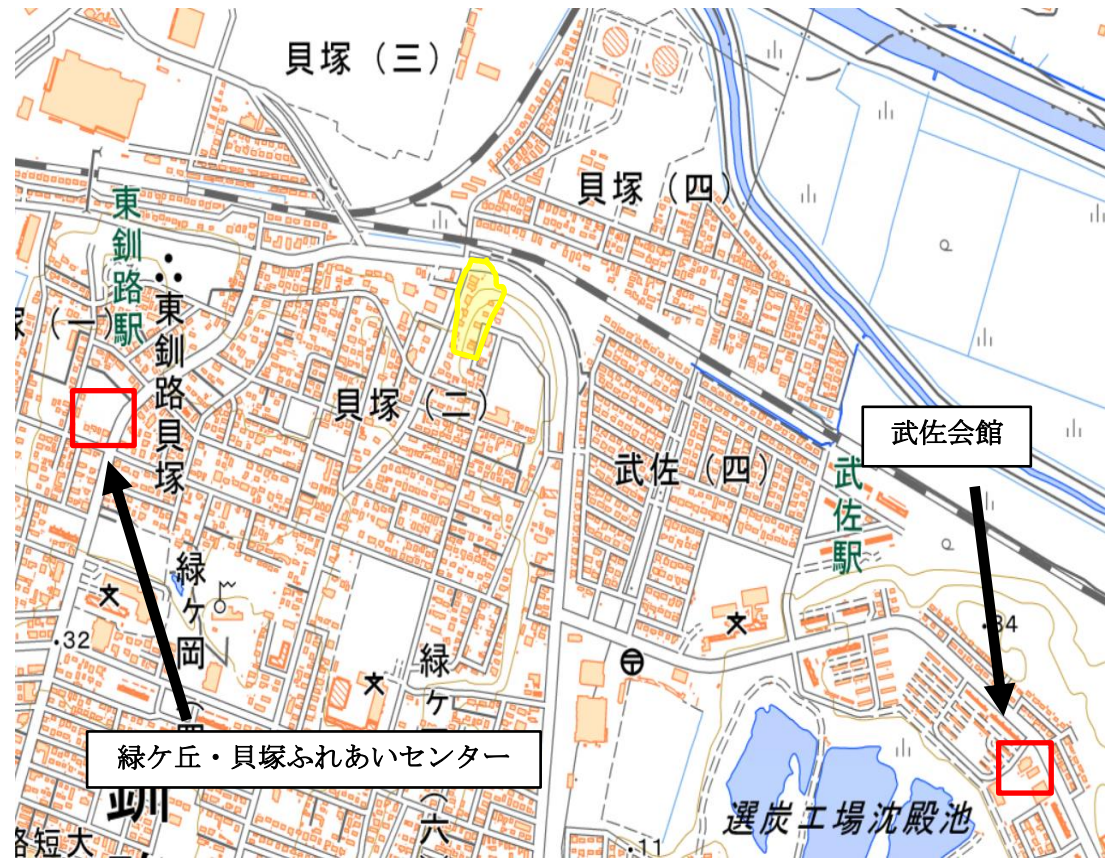 貝塚(三)
貝塚(四)
東釧路駅
東釧路貝塚
(一)
貝塚(二)
武佐会館
武佐(四)
武佐駅
緑ケ岡
・32
・34
緑ケ
緑ケ丘・貝塚ふれあいセンター
釧
(六
選炭工場沈殿池
・11
路短大